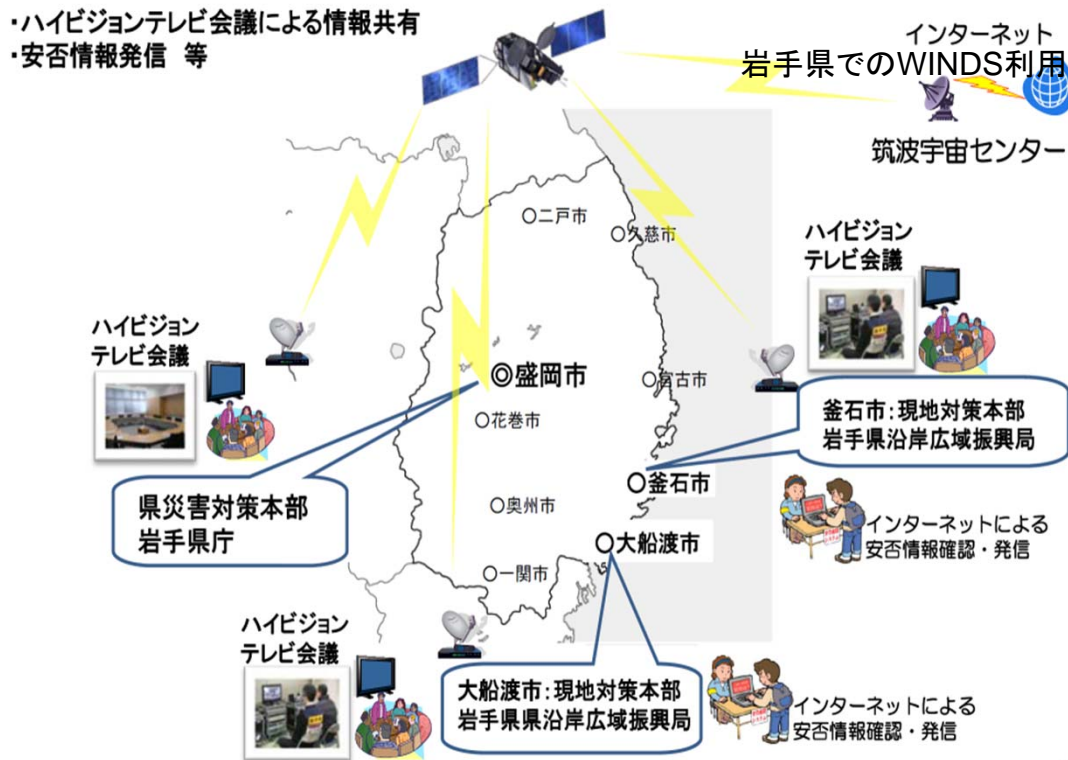 ・ハイビジョンテレビ会議による情報共有
・安否情報発信 等
インターネット
岩手県でのWINDS利用
筑波宇宙センター
○二戸市
○久慈市
ハイビジョン
テレビ会議
ハイビジョン
テレビ会議
◎盛岡市
○宮古市
○花巻市
釜石市:現地対策本部
岩手県沿岸広域振興局
○釜石市
県災害対策本部
岩手県庁
○奥州市
インターネットによる
安否情報確認・発信
○大船渡市
○一関市
ハイビジョン
テレビ会議
大船渡市:現地対策本部
岩手県県沿岸広域振興局
インターネットによる
安否情報確認・発信